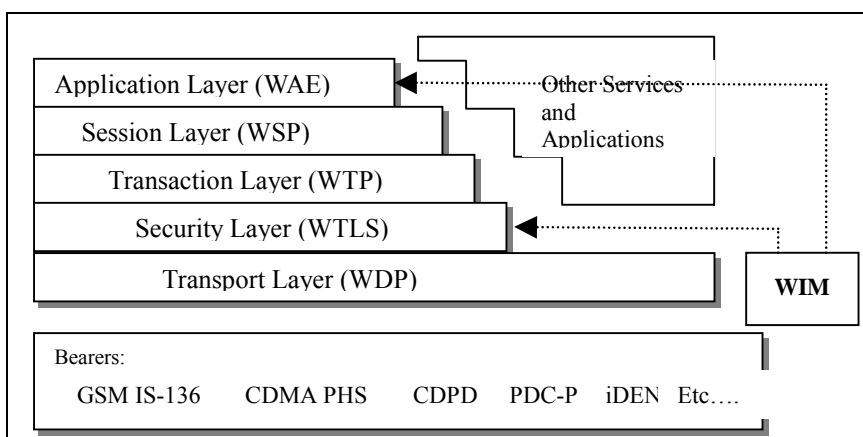 Application Layer (WAE)
Other Services
and
Applications
Session Layer (WSP)
Transaction Layer (WTP)
Security Layer (WTLS)
Transport Layer (WDP)
WIM
Bearers:
GSM IS-136 CDMA PHS CDPD PDC-P iDEN Etc….